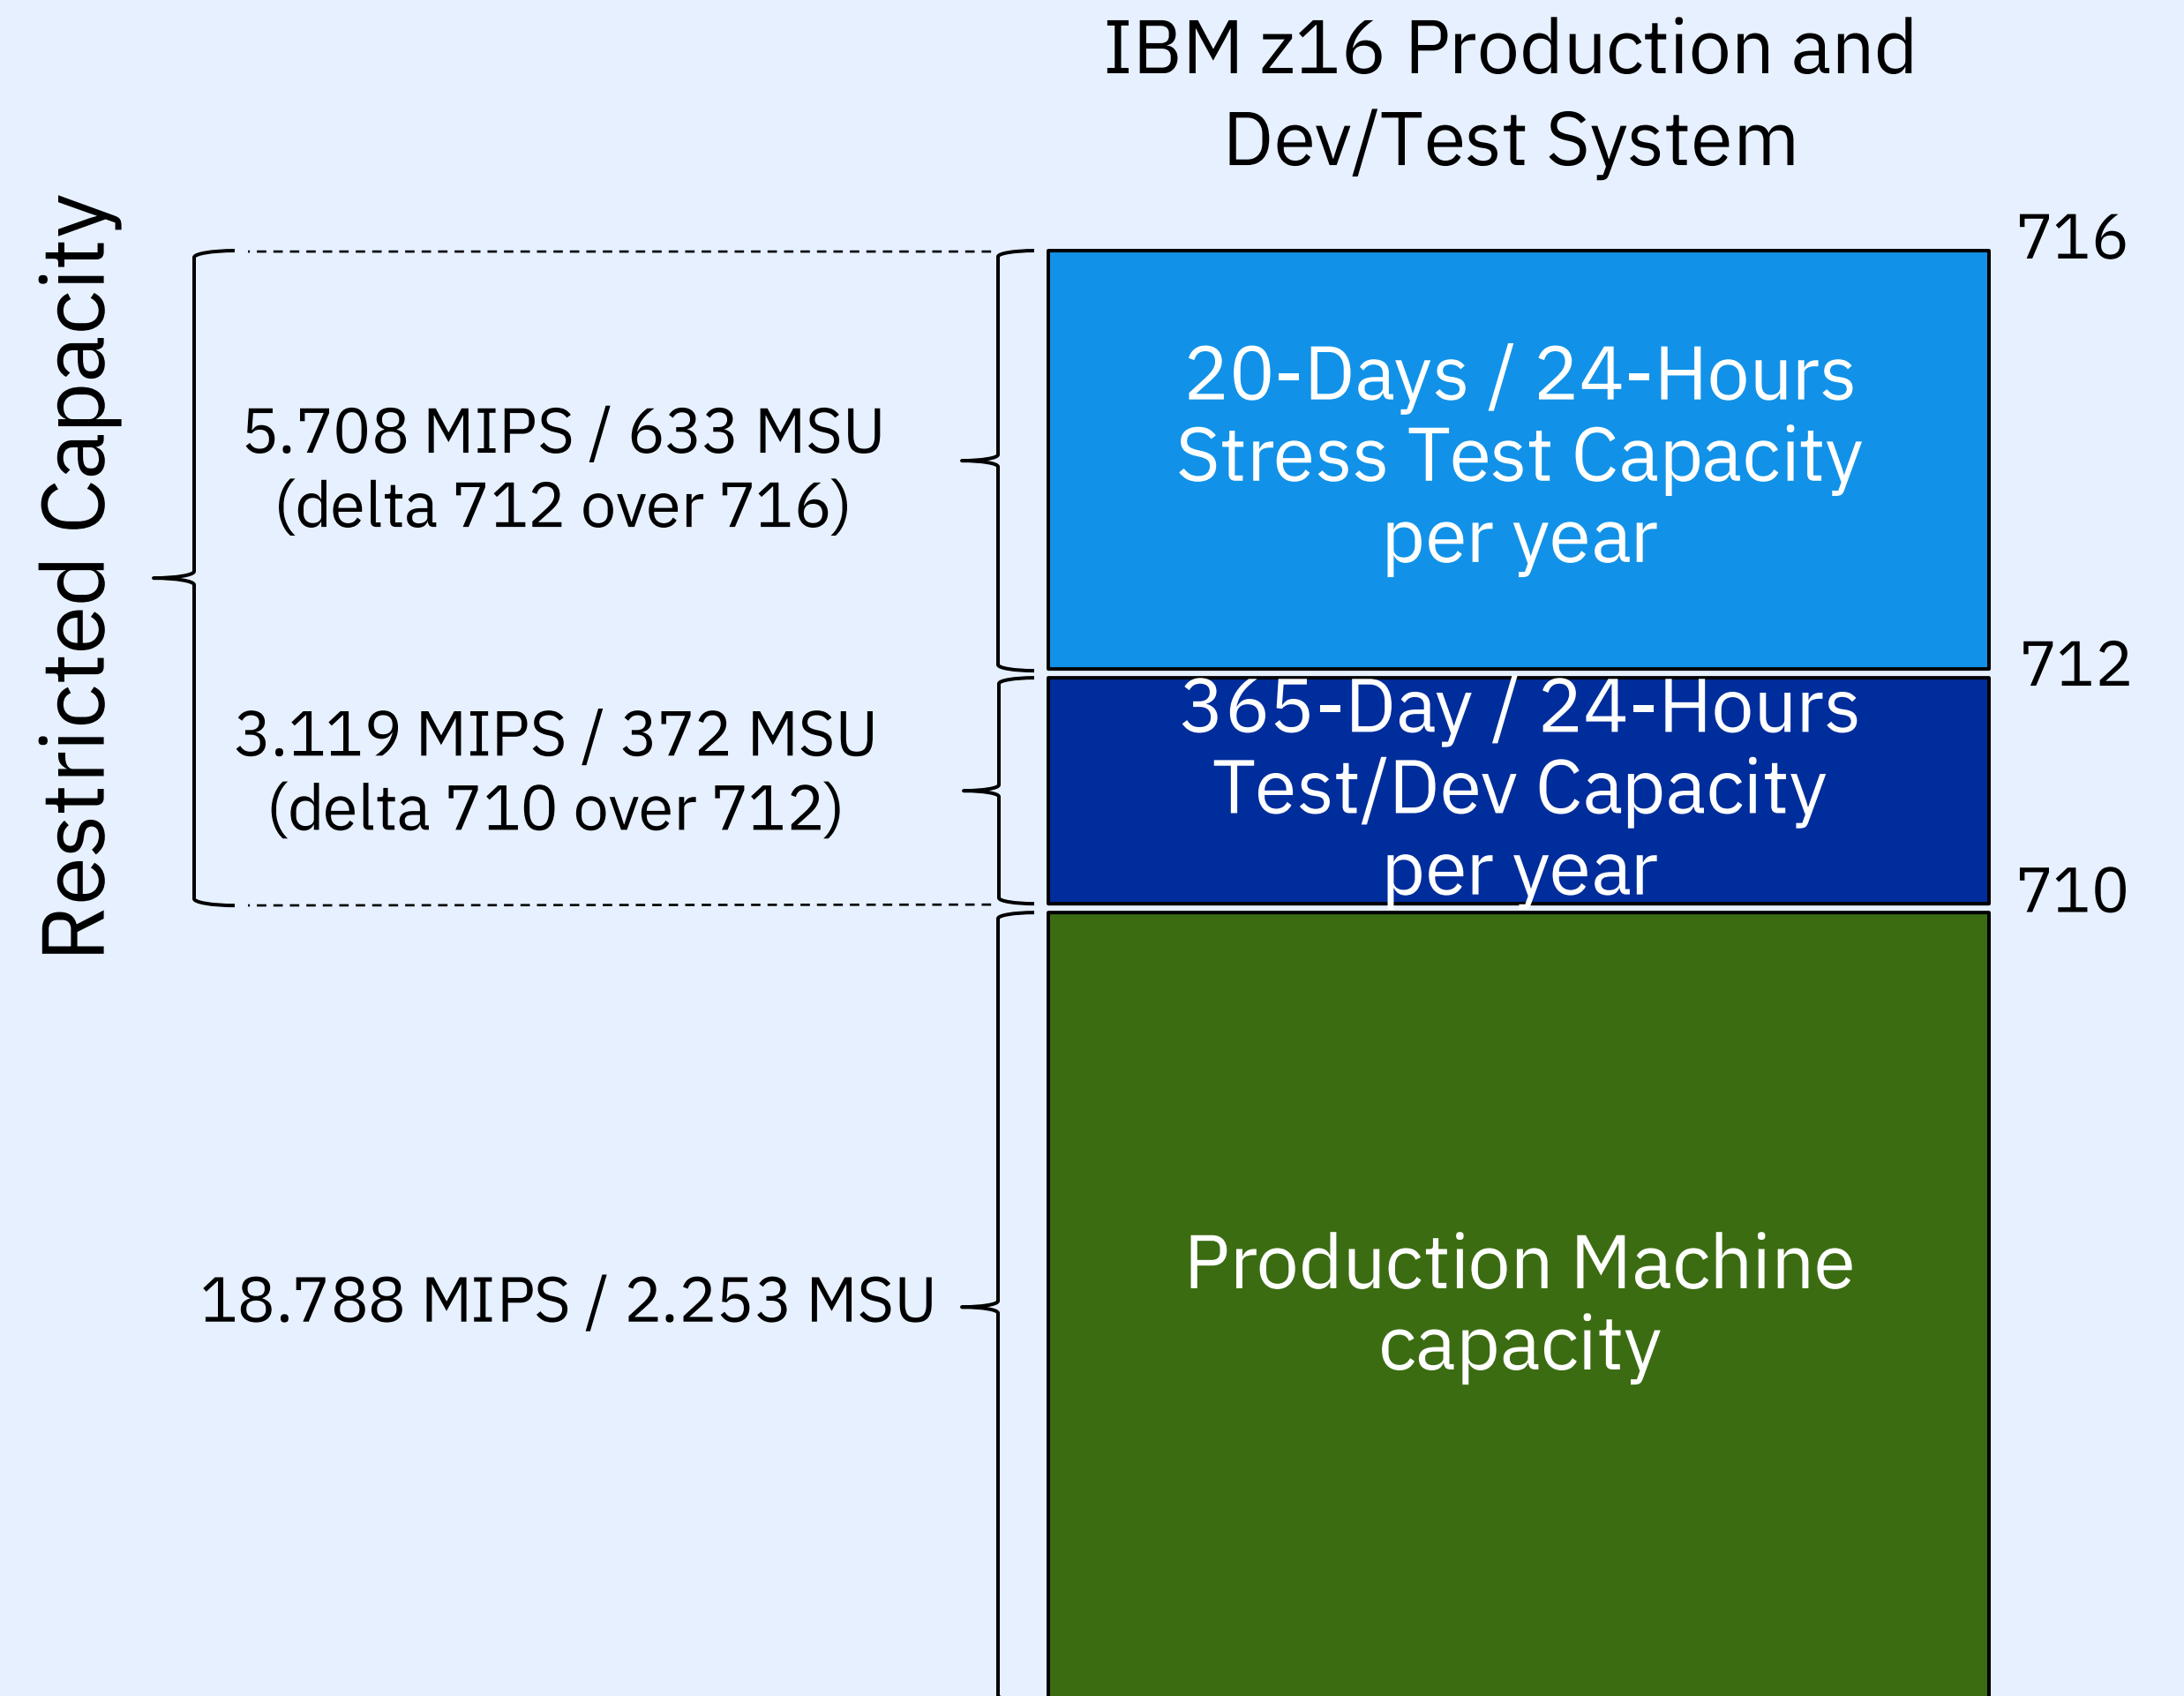 IBM z16 Production and
Dev/Test System
Restricted Capacity
716
20-Days / 24-Hours
Stress Test Capacity
per year
5.708 MIPS / 633 MSU
(delta 712 over 716)
712
365-Day / 24-Hours
Test/Dev Capacity
per year
3.119 MIPS / 372 MSU
(delta 710 over 712)
710
Production Machine
capacity
18.788 MIPS / 2.253 MSU